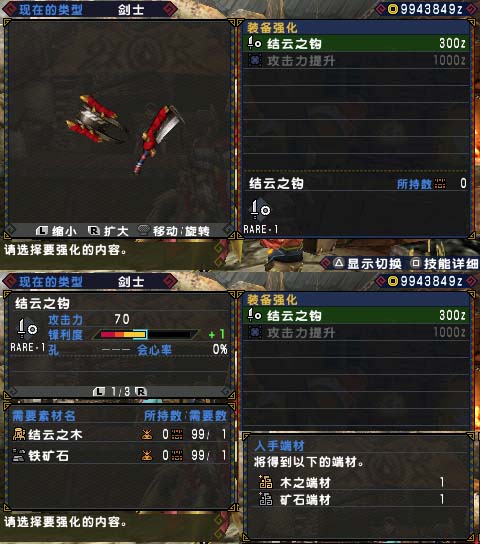 现在的类型 剑士
9943849z
装备强化
结云之钩 300z
攻击力提升 1000z
结云之钩 所持数 0
RARE-1
L 缩小 R 扩大 移动/旋转
请选择要强化的内容。
△显示切换 □技能详细
现在的类型 剑士
9943849z
结云之钩
攻击力 70
锋利度 +1
RARE-1 孔 --- 会心率 0%
L 1/3 R
需要素材名 所持数/需要数
结云之木 0 99/ 1
铁矿石 0 99/ 1
请选择要强化的内容。
装备强化
结云之钩 300z
攻击力提升 1000z
入手端材
将得到以下的端材。
木之端材 1
矿石端材 1